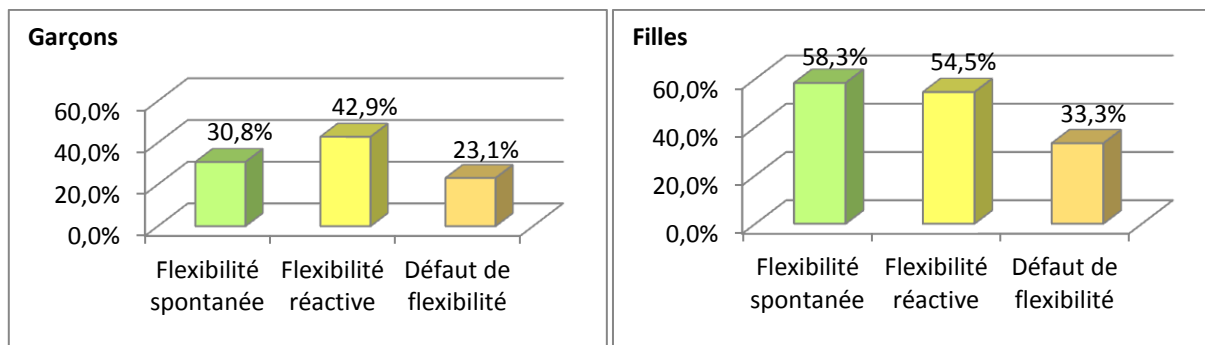 Garçons
60,0%
40,0%
20,0%
0,0%
30,8%
42,9%
23,1%
Flexibilité
spontanée
Flexibilité
réactive
Défaut de
flexibilité
Filles
60,0%
40,0%
20,0%
0,0%
58,3%
54,5%
33,3%
Flexibilité
spontanée
Flexibilité
réactive
Défaut de
flexibilité